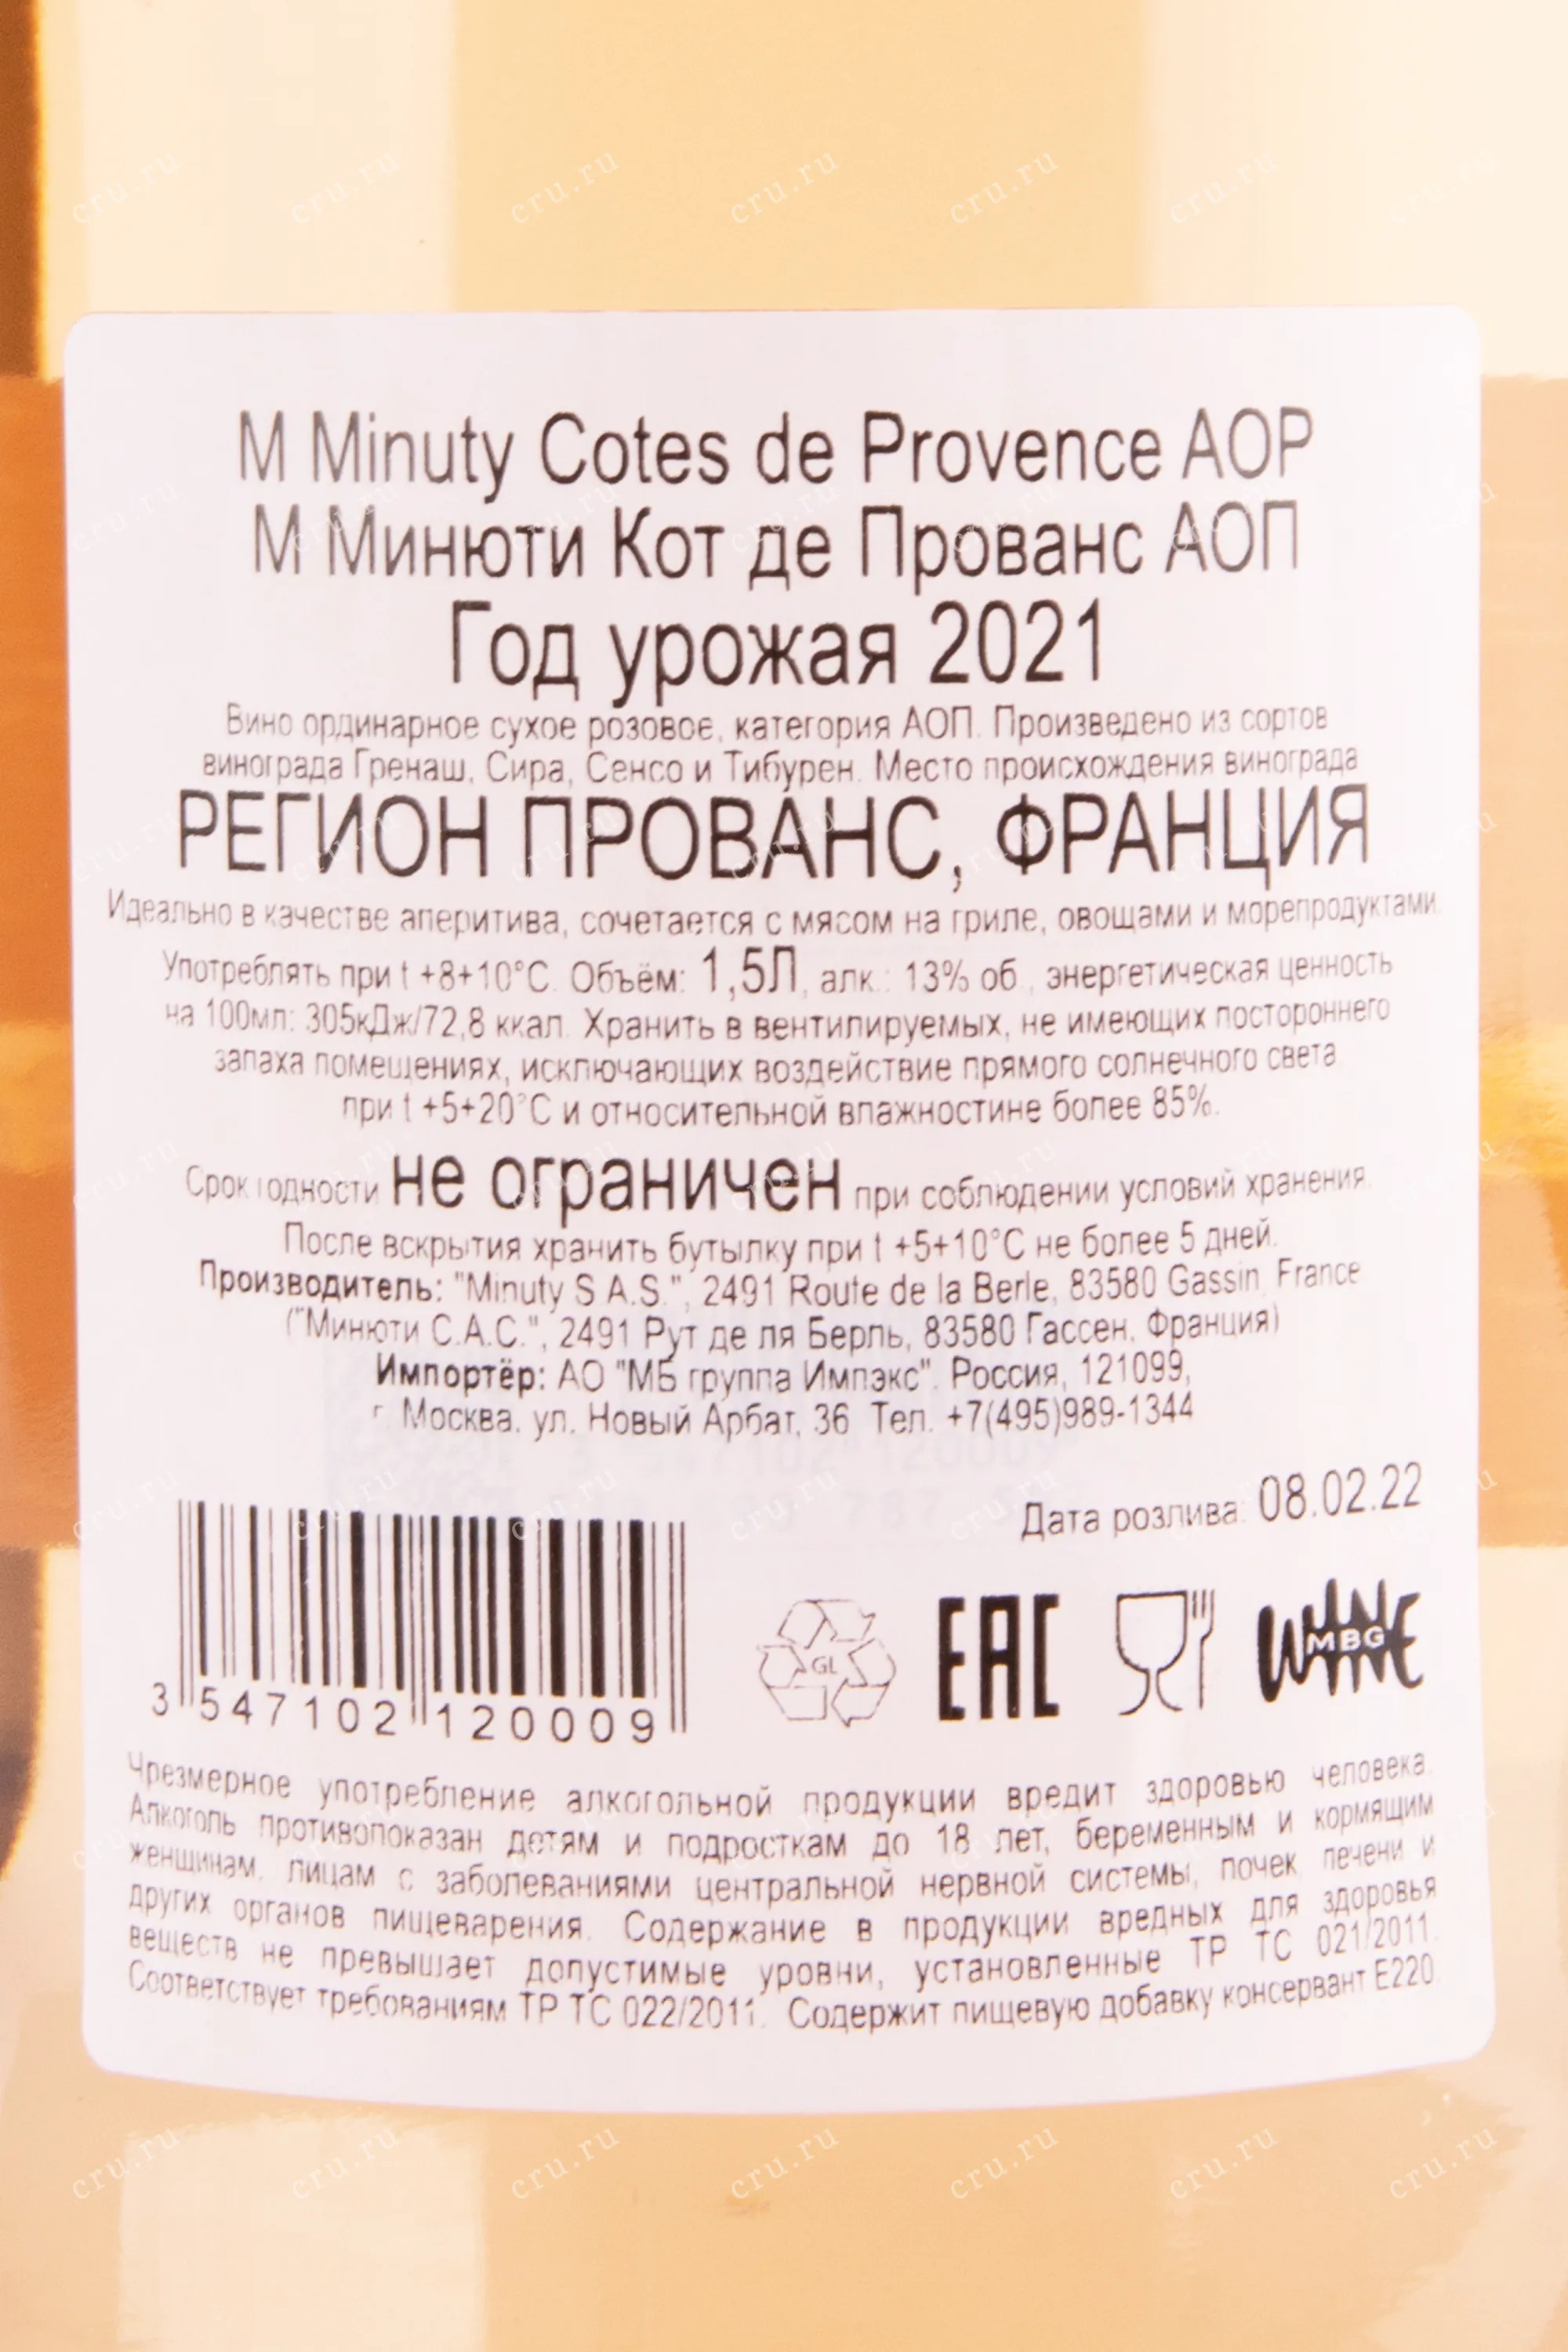 M Minuty Cotes de Provence AOP
М Минюти Кот де Прованс АОП
Год урожая 2021
Вино ординарное сухое розовое, категория АОП. Произведено из сортов
винограда Гренаш, Сира, Сенсо и Тибурен. Место происхождения винограда
РЕГИОН ПРОВАНС, ФРАНЦИЯ
Идеально в качестве аперитива, сочетается с мясом на гриле, овощами и морепродуктами.
Употреблять при t +8+10°C. Объём: 1,5Л, алк.: 13% об., энергетическая ценность
на 100мл: 305кДж/72,8 ккал. Хранить в вентилируемых, не имеющих постороннего
запаха помещениях, исключающих воздействие прямого солнечного света
при t +5+20°C и относительной влажностине более 85%.
Срок годности не ограничен при соблюдении условий хранения.
После вскрытия хранить бутылку при t +5+10°C не более 5 дней.
Производитель: "Minuty S.A.S.", 2491 Route de la Berle, 83580 Gassin, France
("Минюти С.А.С.", 2491 Рут де ля Берль, 83580 Гассен, Франция)
Импортёр: АО "МБ группа Импэкс". Россия, 121099,
г. Москва, ул. Новый Арбат, 36 Тел. +7(495)989-1344
Дата розлива: 08.02.22
3 547102 120009
GL
EAC
WINE
MBG
Чрезмерное употребление алкогольной продукции вредит здоровью человека.
Алкоголь противопоказан детям и подросткам до 18 лет, беременным и кормящим
женщинам, лицам с заболеваниями центральной нервной системы, почек печени и
других органов пищеварения. Содержание в продукции вредных для здоровья
веществ не превышает допустимые уровни, установленные ТР ТС 021/2011.
Соответствует требованиям ТР ТС 022/2011. Содержит пищевую добавку консервант Е220.
cru.ru